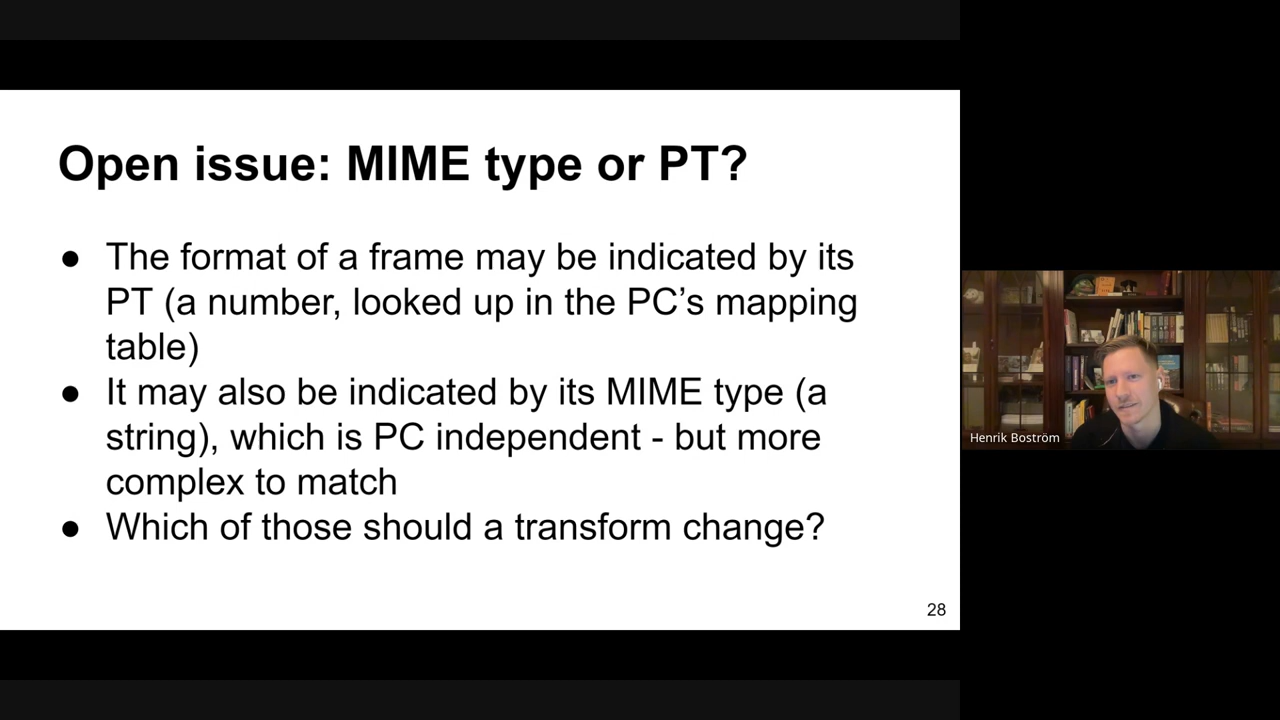 Open issue: MIME type or PT?
● The format of a frame may be indicated by its
PT (a number, looked up in the PC’s mapping
table)
● It may also be indicated by its MIME type (a
string), which is PC independent - but more
complex to match
● Which of those should a transform change?
28
Henrik Boström